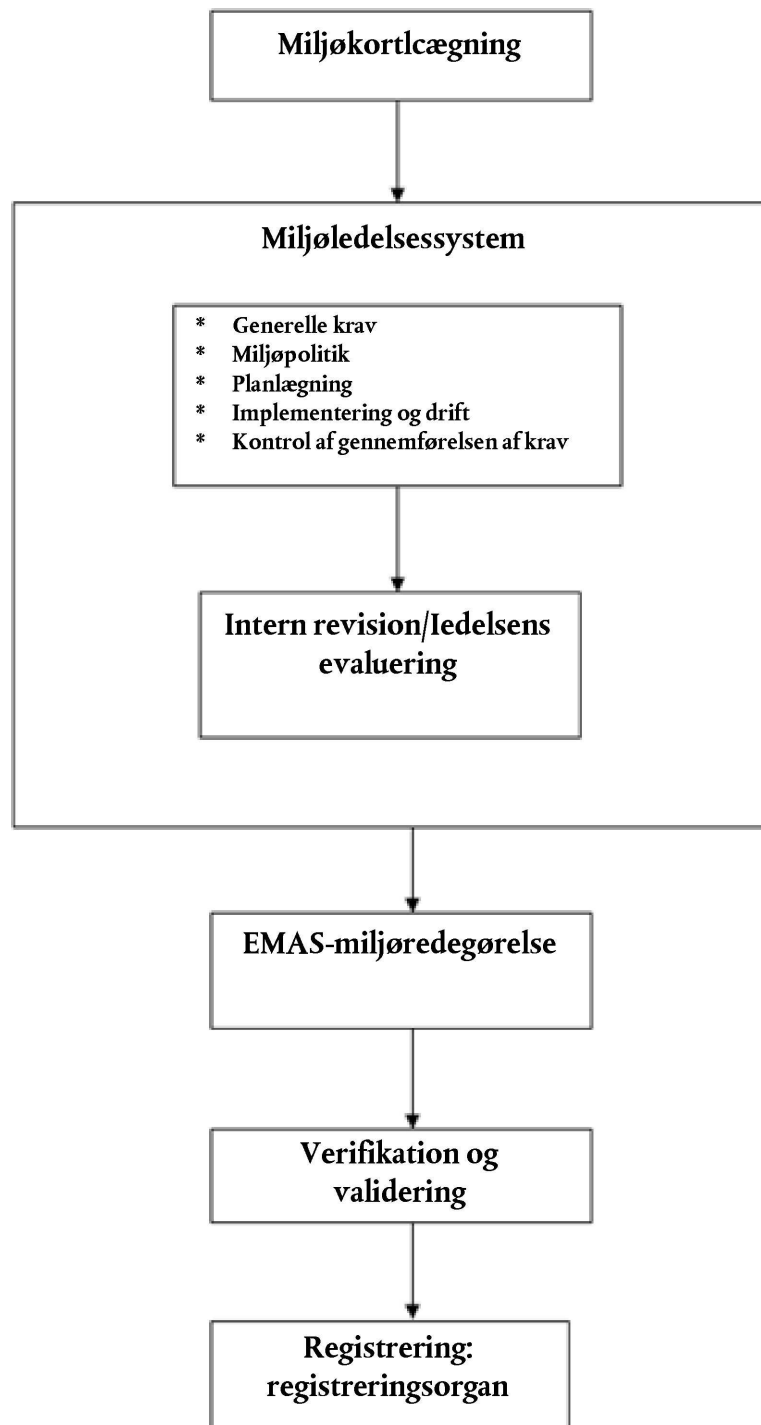 Miljøkortlcægning
Miljøledelsessystem
* Generelle krav
* Miljøpolitik
* Planlægning
* Implementering og drift
* Kontrol af gennemførelsen af krav
Intern revision/Iedelsens
evaluering
EMAS-miljøredegørelse
Verifikation og
validering
Registrering:
registreringsorgan